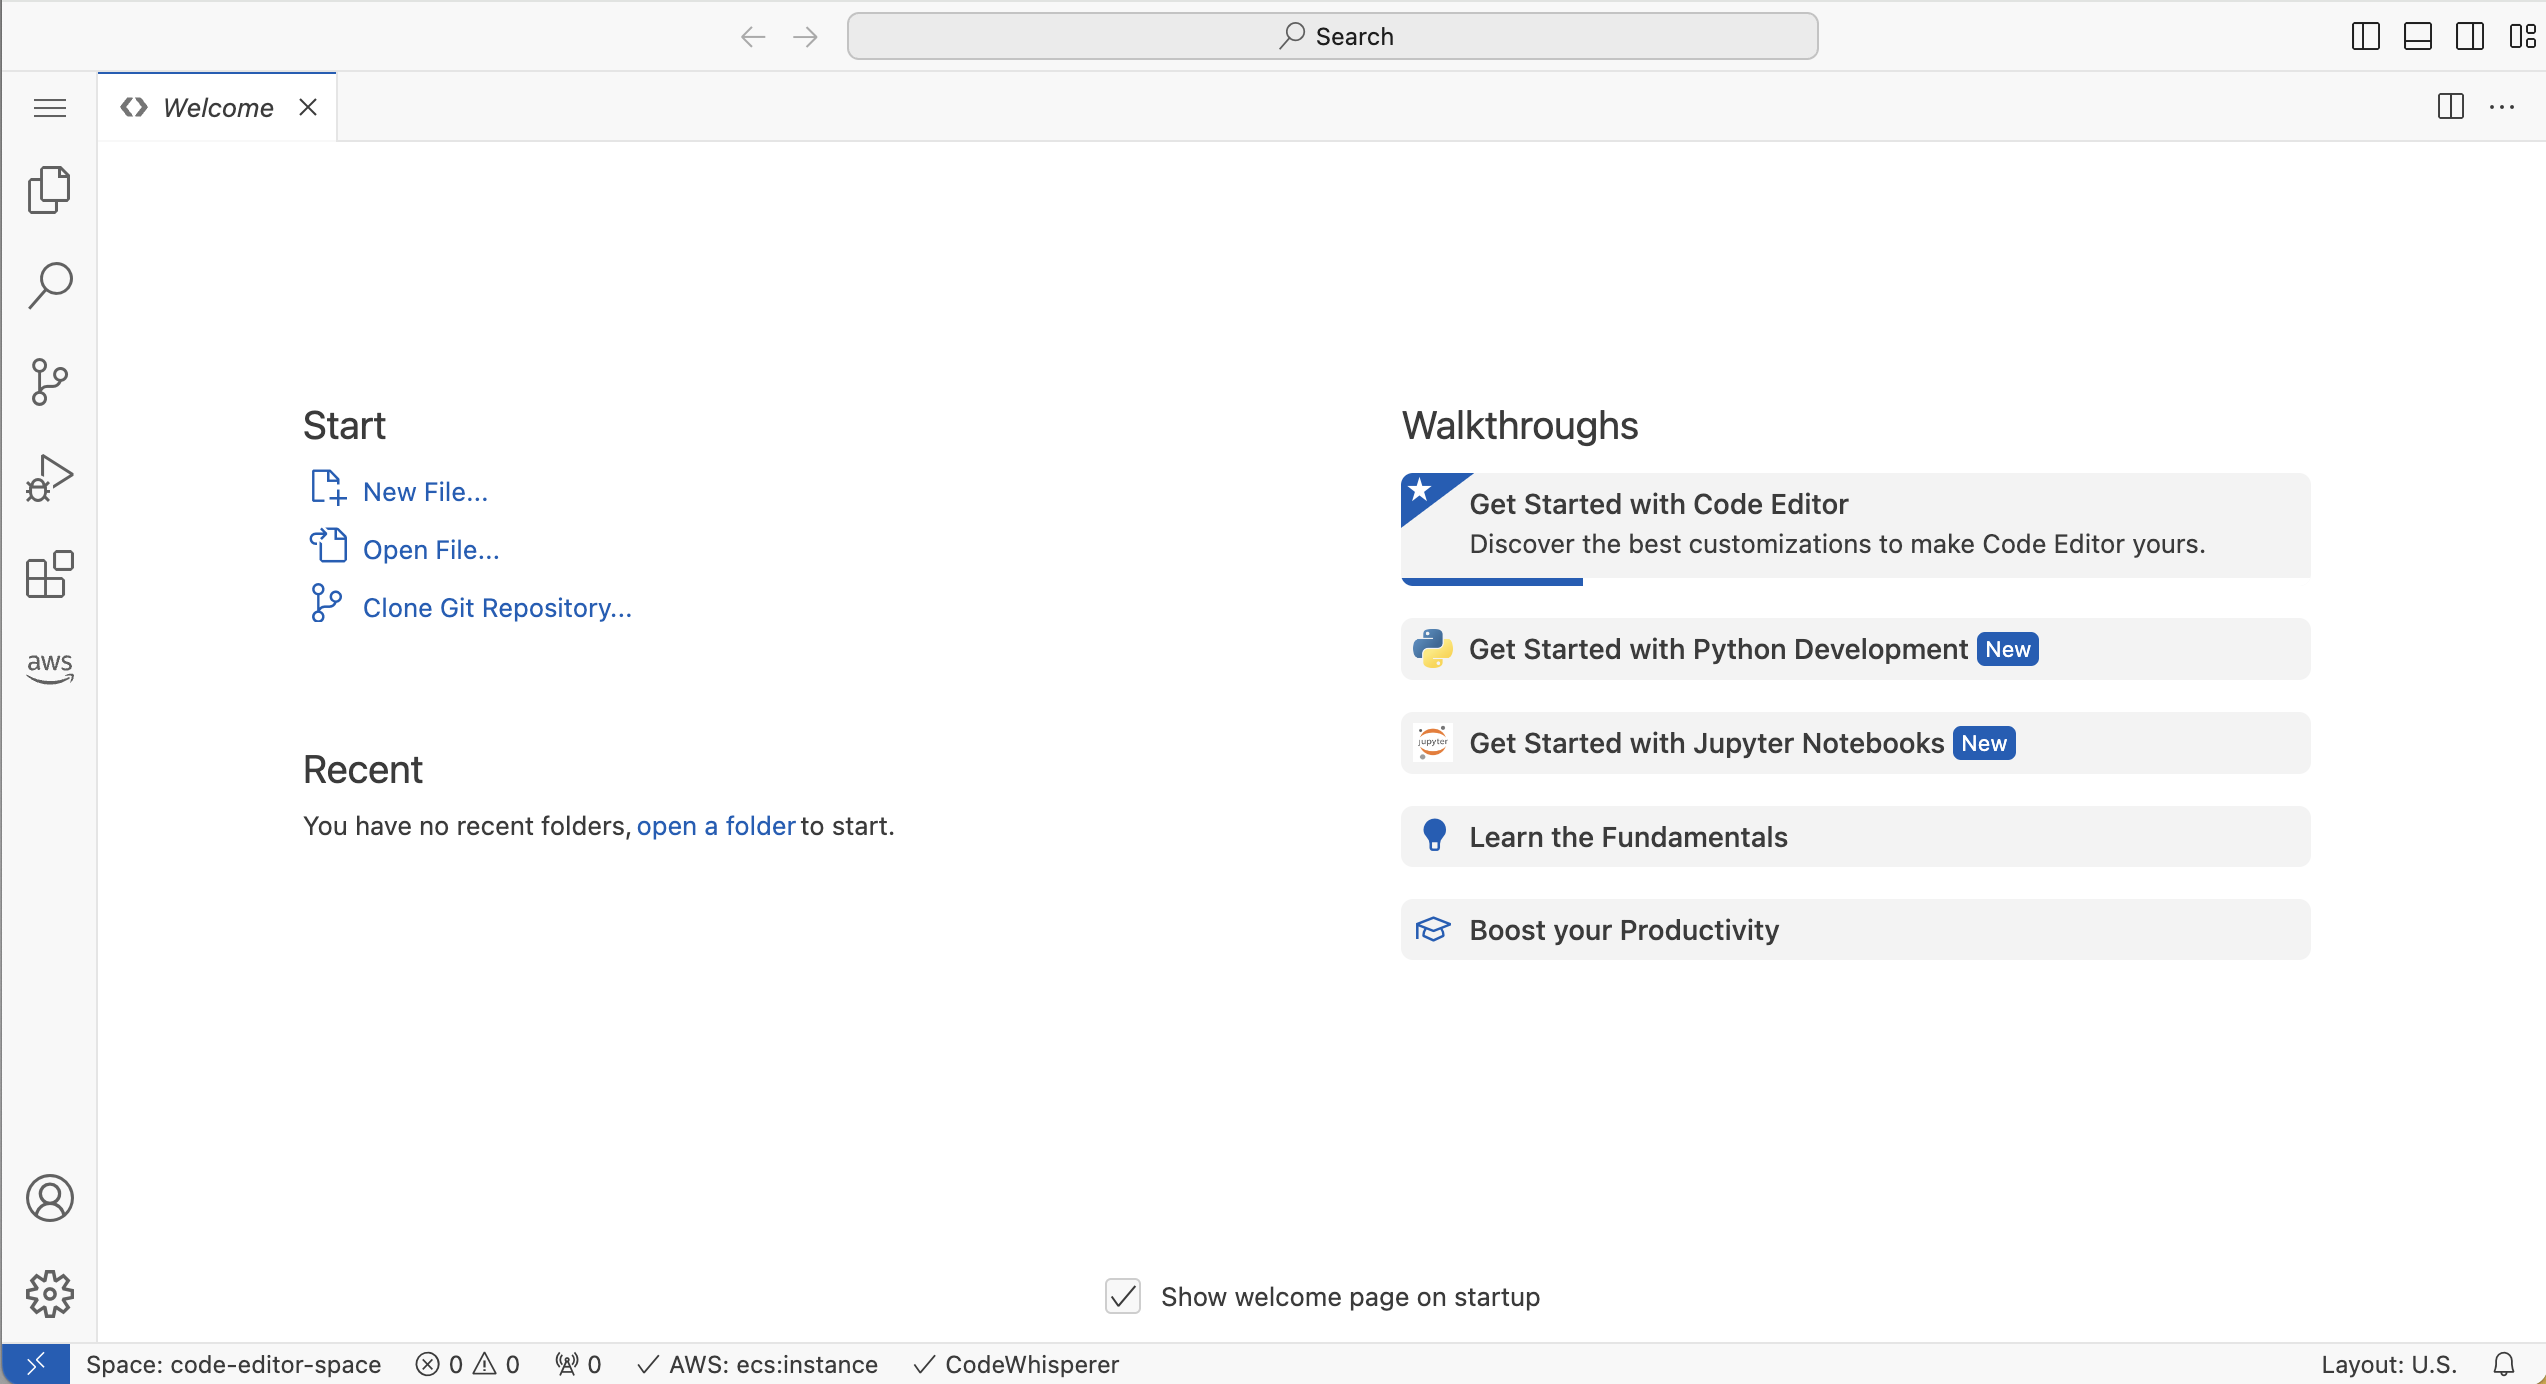 Search
Welcome
Start
New File...
Open File...
Clone Git Repository...
Recent
You have no recent folders, open a folder to start.
Walkthroughs
Get Started with Code Editor
Discover the best customizations to make Code Editor yours.
Get Started with Python Development New
jupyter
Get Started with Jupyter Notebooks New
Learn the Fundamentals
Boost your Productivity
aws
Show welcome page on startup
Space: code-editor-space 0 0 0 AWS: ecs:instance CodeWhisperer Layout: U.S.